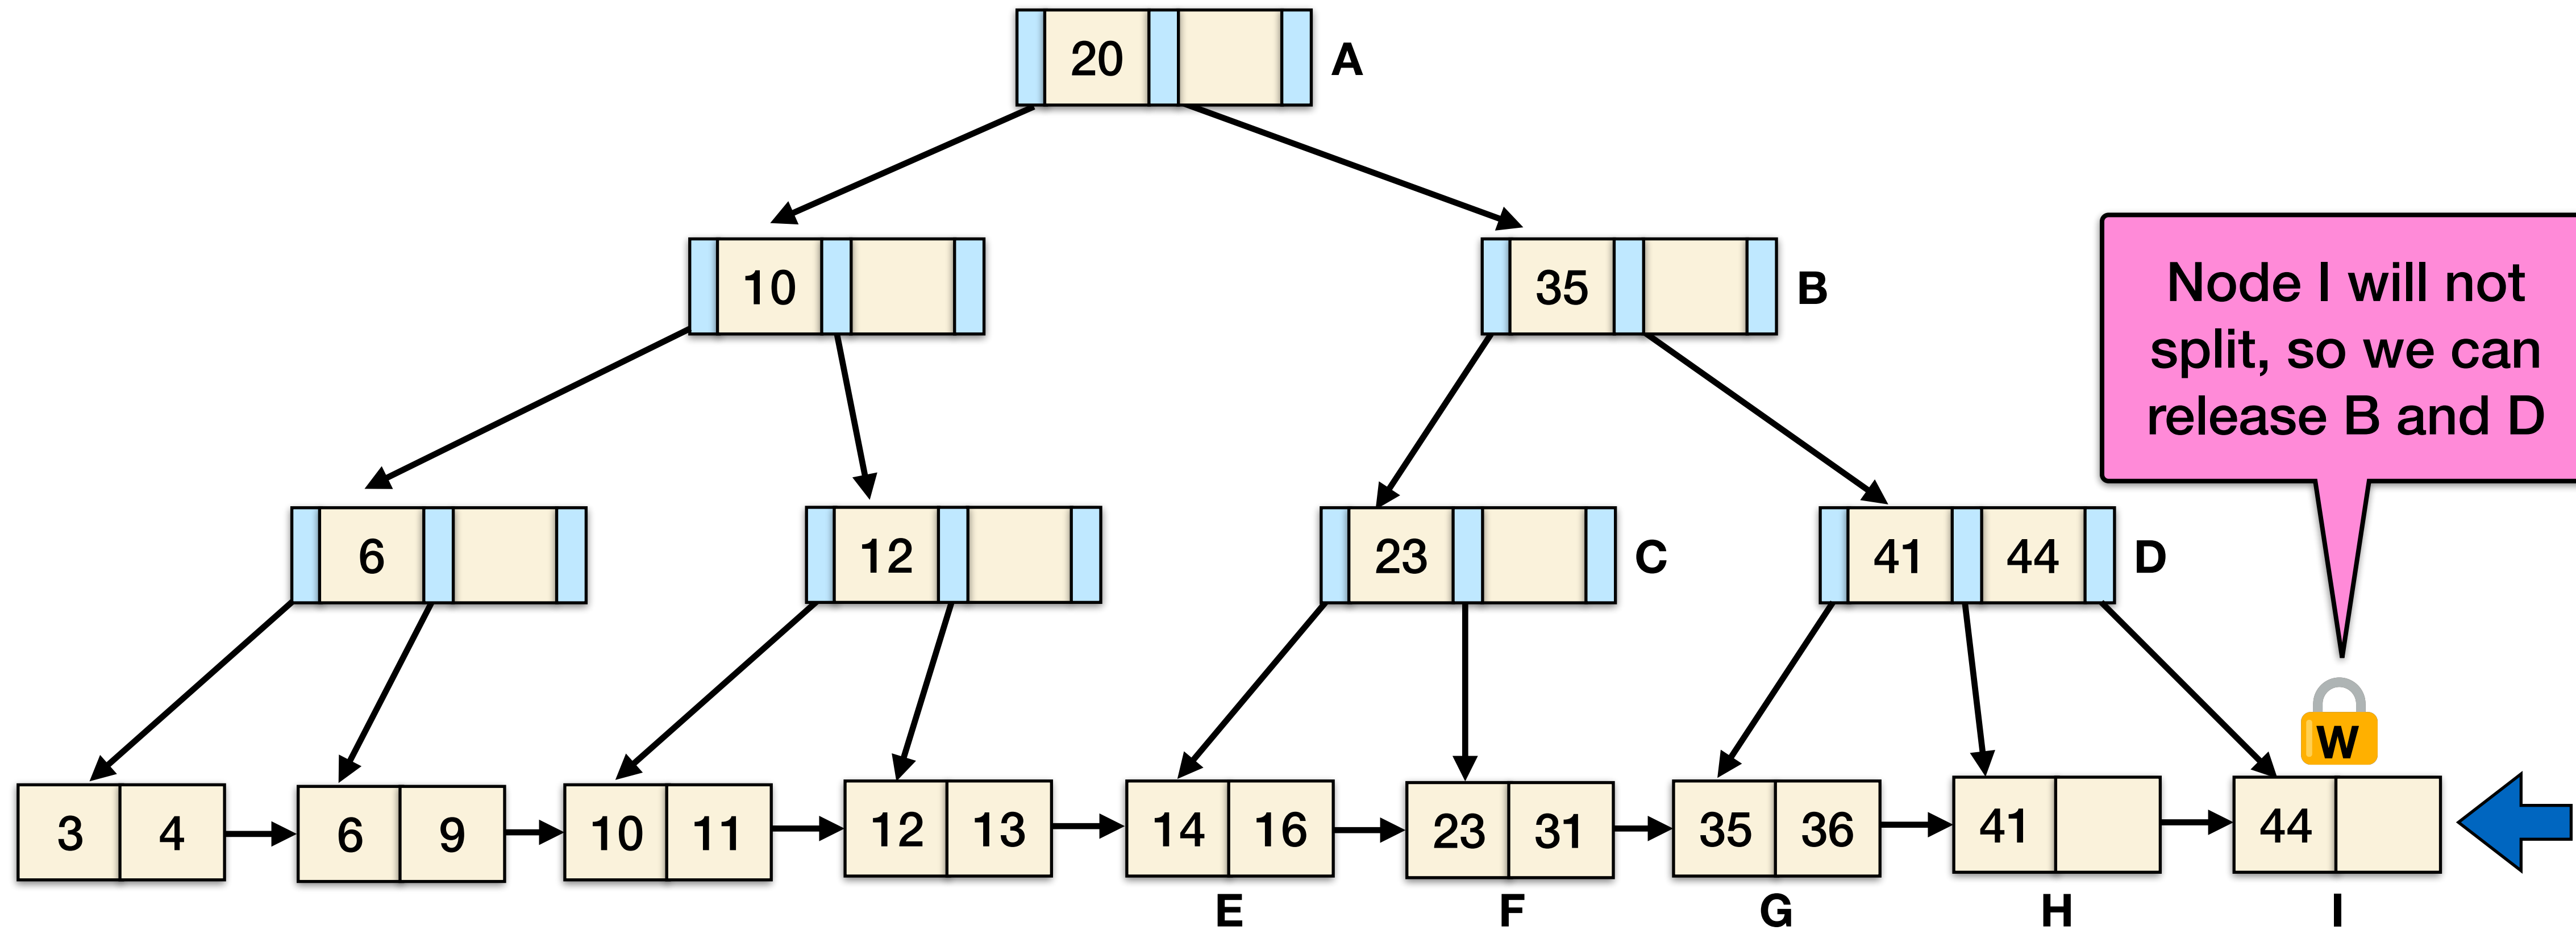 20
A
10
35
B
Node I will not
split, so we can
release B and D
6
12
23
C
41 44
D
W
3 4
6 9
10 11
12 13
14 16
23 31
35 36
41
44
E
F
G
H
I